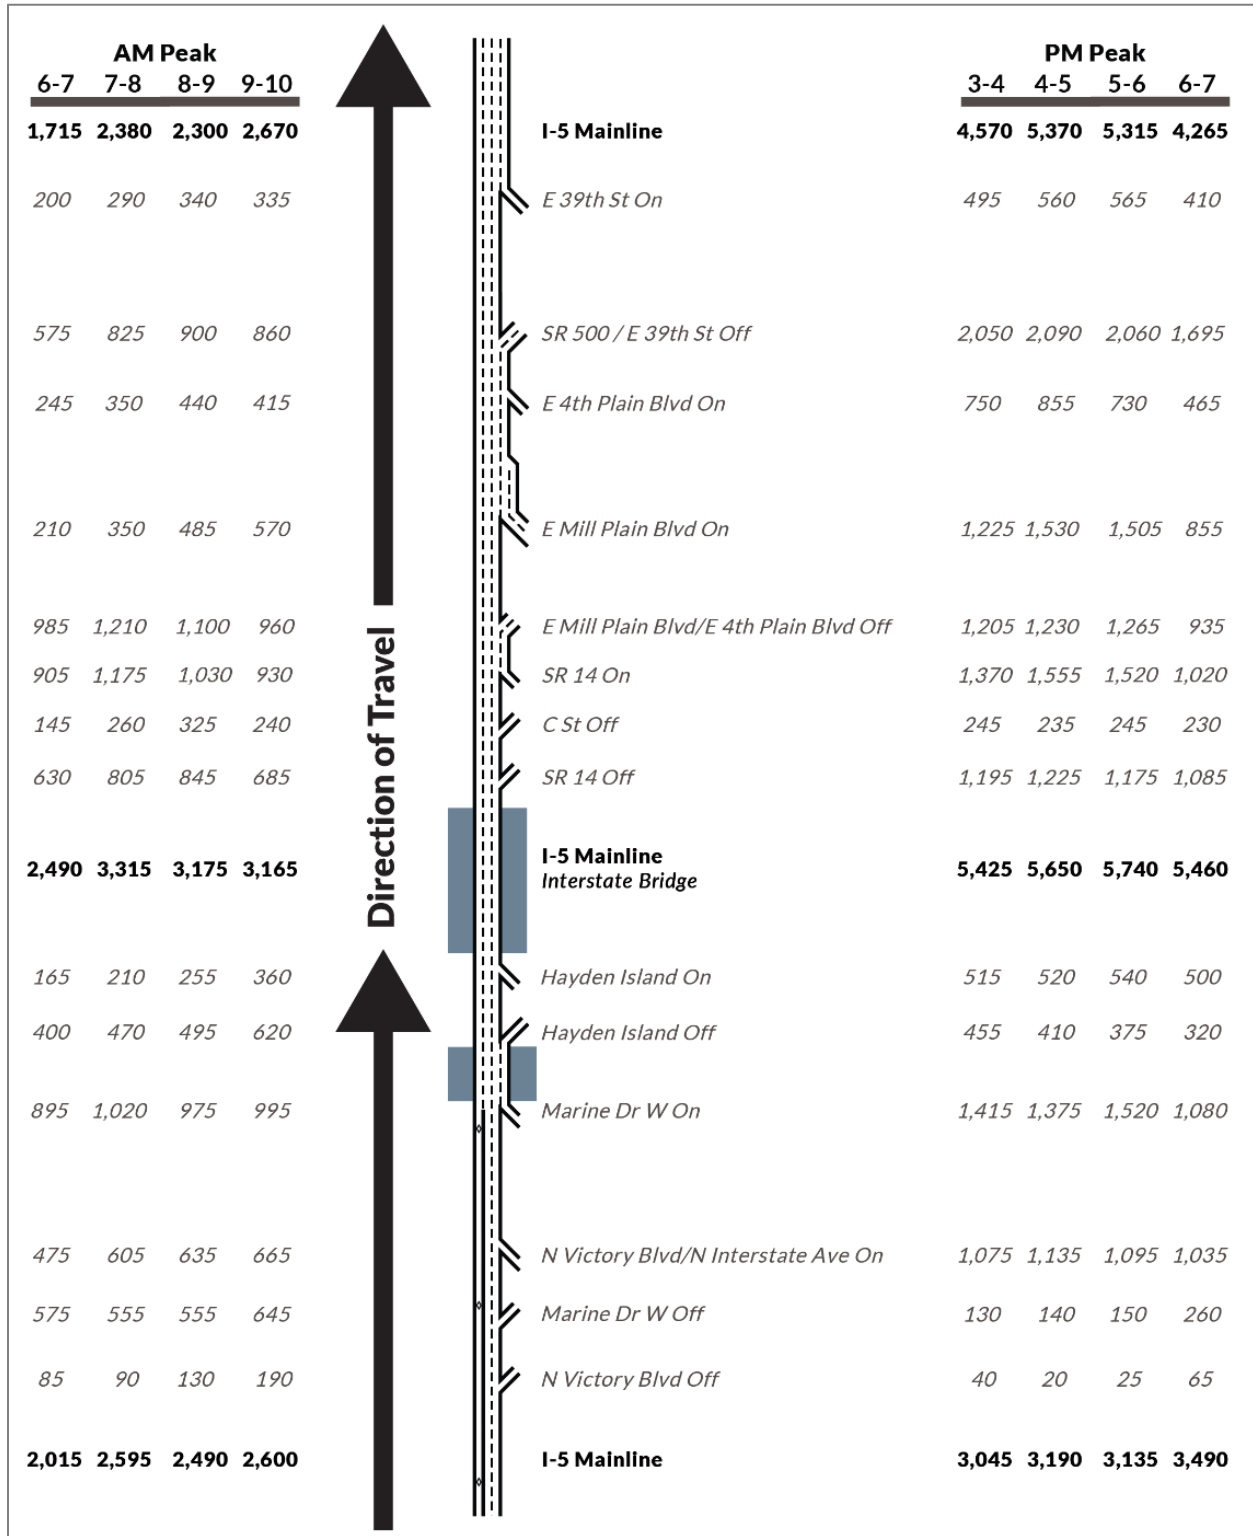 AM Peak PM Peak
6-7 7-8 8-9 9-10 3-4 4-5 5-6 6-7
1,715 2,380 2,300 2,670 I-5 Mainline 4,570 5,370 5,315 4,265
200 290 340 335 E 39th St On 495 560 565 410
575 825 900 860 SR 500 / E 39th St Off 2,050 2,090 2,060 1,695
245 350 440 415 E 4th Plain Blvd On 750 855 730 465
210 350 485 570 E Mill Plain Blvd On 1,225 1,530 1,505 855
985 1,210 1,100 960 E Mill Plain Blvd/E 4th Plain Blvd Off 1,205 1,230 1,265 935
905 1,175 1,030 930 SR 14 On 1,370 1,555 1,520 1,020
145 260 325 240 C St Off 245 235 245 230
630 805 845 685 SR 14 Off 1,195 1,225 1,175 1,085
2,490 3,315 3,175 3,165 I-5 Mainline 5,425 5,650 5,740 5,460
Interstate Bridge
165 210 255 360 Hayden Island On 515 520 540 500
400 470 495 620 Hayden Island Off 455 410 375 320
895 1,020 975 995 Marine Dr W On 1,415 1,375 1,520 1,080
475 605 635 665 N Victory Blvd/N Interstate Ave On 1,075 1,135 1,095 1,035
575 555 555 645 Marine Dr W Off 130 140 150 260
85 90 130 190 N Victory Blvd Off 40 20 25 65
2,015 2,595 2,490 2,600 I-5 Mainline 3,045 3,190 3,135 3,490
Direction of Travel